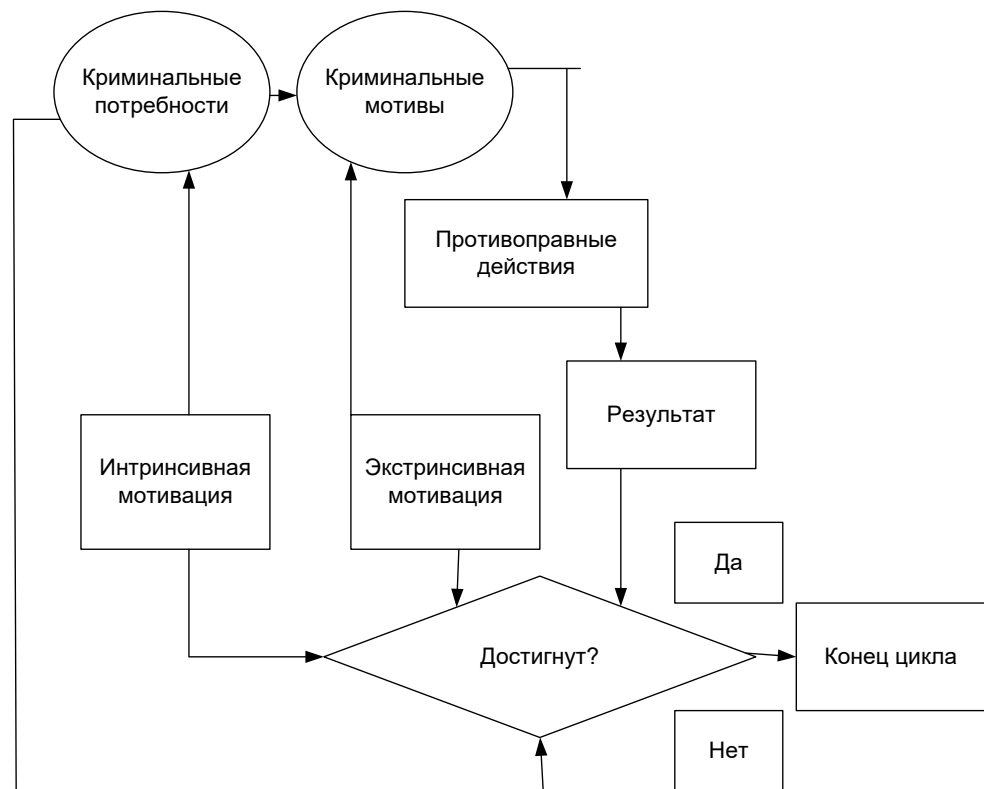 Криминальные
потребности
Криминальные
мотивы
Противоправные
действия
Результат
Интринсивная
мотивация
Экстринсивная
мотивация
Да
Достигнут?
Конец цикла
Нет